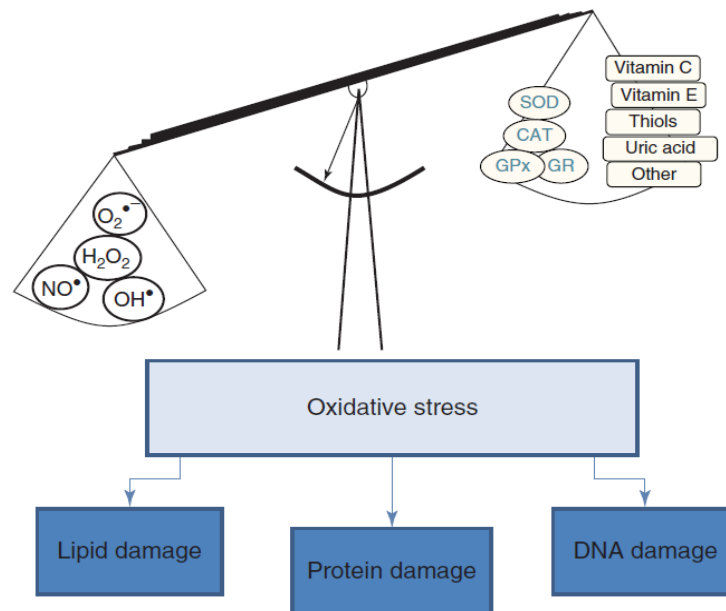 Vitamin C
Vitamin E
Thiols
Uric acid
Other
SOD
CAT
GPx
GR
O₂•−
H₂O₂
NO•
OH•
Oxidative stress
Lipid damage
Protein damage
DNA damage